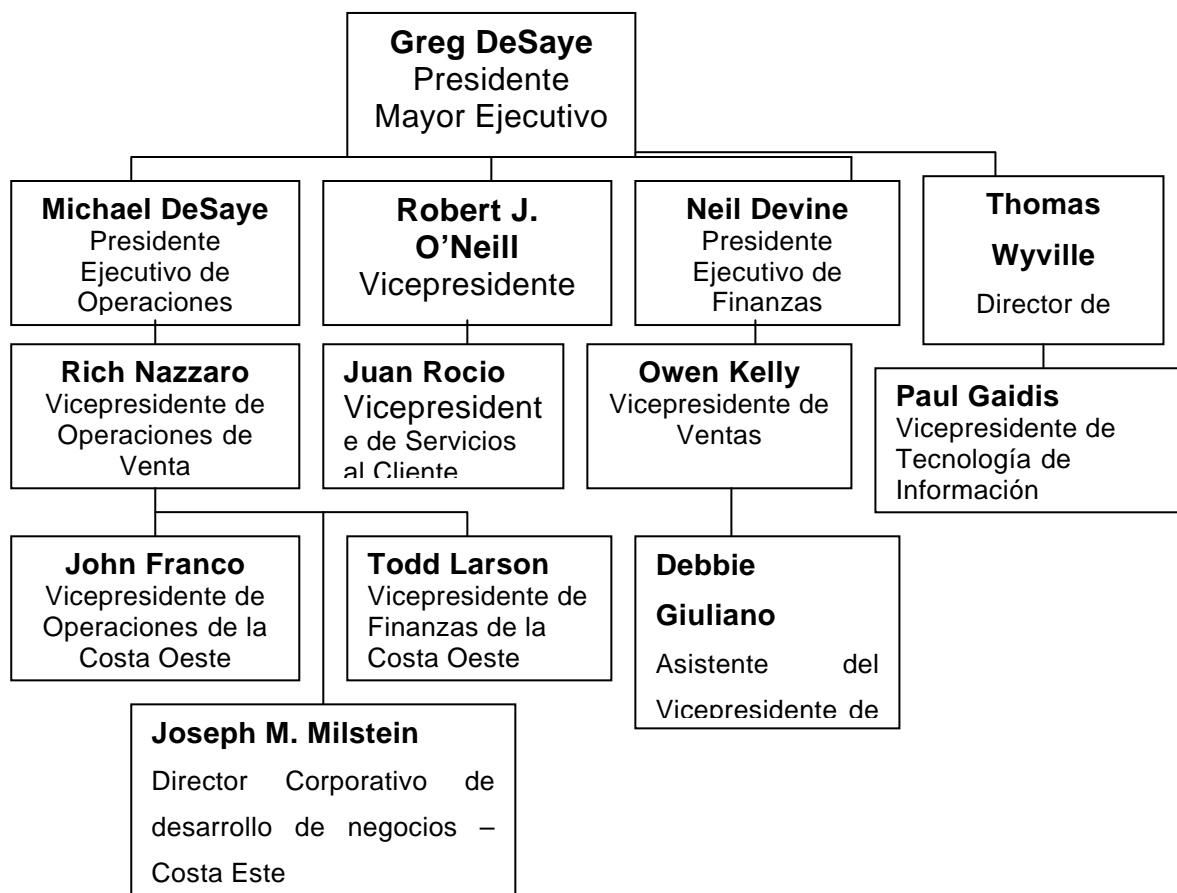 Greg DeSaye
Presidente
Mayor Ejecutivo
Michael DeSaye
Presidente
Ejecutivo de
Operaciones
Robert J.
O’Neill
Vicepresidente
Neil Devine
Presidente
Ejecutivo de
Finanzas
Thomas
Wyville
Director de
Rich Nazzaro
Vicepresidente de
Operaciones de
Venta
Juan Rocio
Vicepresident
e de Servicios
al Cliente
Owen Kelly
Vicepresidente de
Ventas
Paul Gaidis
Vicepresidente de
Tecnología de
Información
John Franco
Vicepresidente de
Operaciones de la
Costa Oeste
Todd Larson
Vicepresidente de
Finanzas de la
Costa Oeste
Debbie
Giuliano
Asistente del
Vicepresidente de
Joseph M. Milstein
Director Corporativo de
desarrollo de negocios –
Costa Este